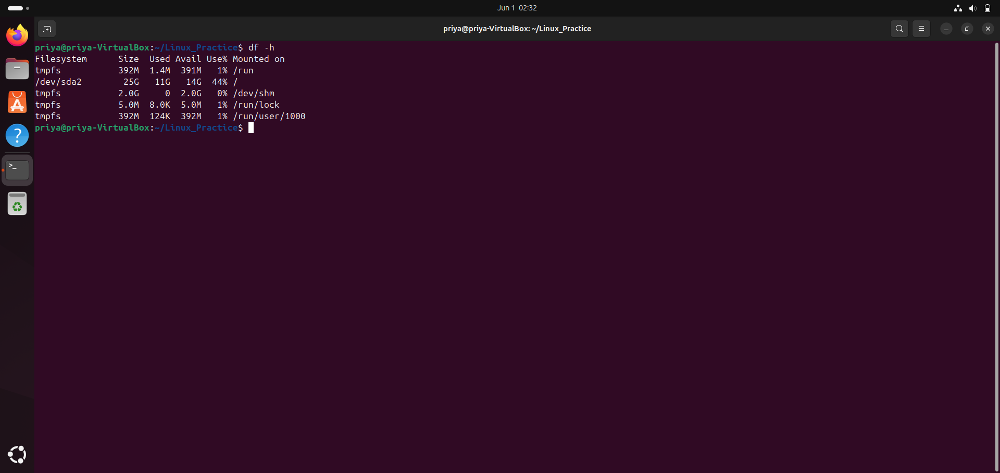 Jun 1 02:32
priya@priya-VirtualBox: ~/Linux_Practice
priya@priya-VirtualBox:~/Linux_Practice$ df -h
Filesystem      Size  Used Avail Use% Mounted on
tmpfs           392M  1.4M  391M   1% /run
/dev/sda2        25G   11G   14G  44% /
tmpfs           2.0G     0  2.0G   0% /dev/shm
tmpfs           5.0M  8.0K  5.0M   1% /run/lock
tmpfs           392M  124K  392M   1% /run/user/1000
priya@priya-VirtualBox:~/Linux_Practice$